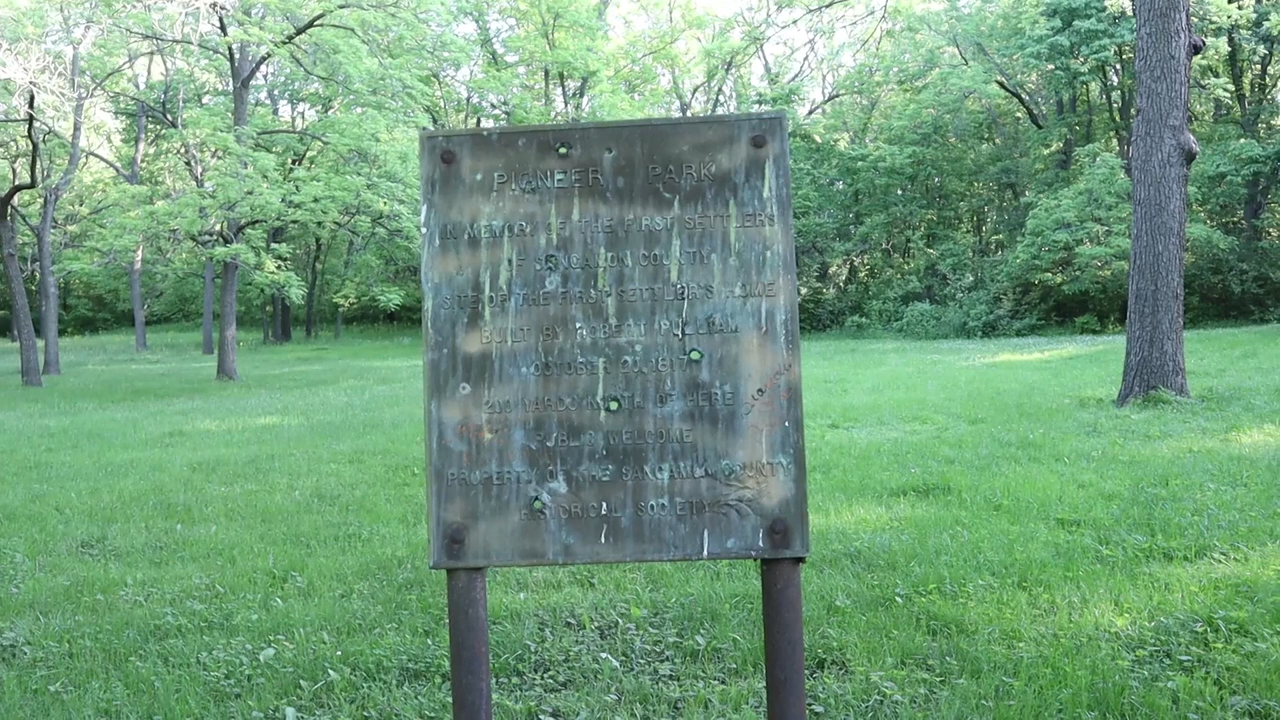 PIONEER PARK
IN MEMORY OF THE FIRST SETTLERS
OF SANGAMON COUNTY
SITE OF THE FIRST SETTLER'S HOME
BUILT BY ROBERT PULLIAM
OCTOBER 20, 1817
200 YARDS NORTH OF HERE
PUBLIC WELCOME
PROPERTY OF THE SANGAMON COUNTY
HISTORICAL SOCIETY